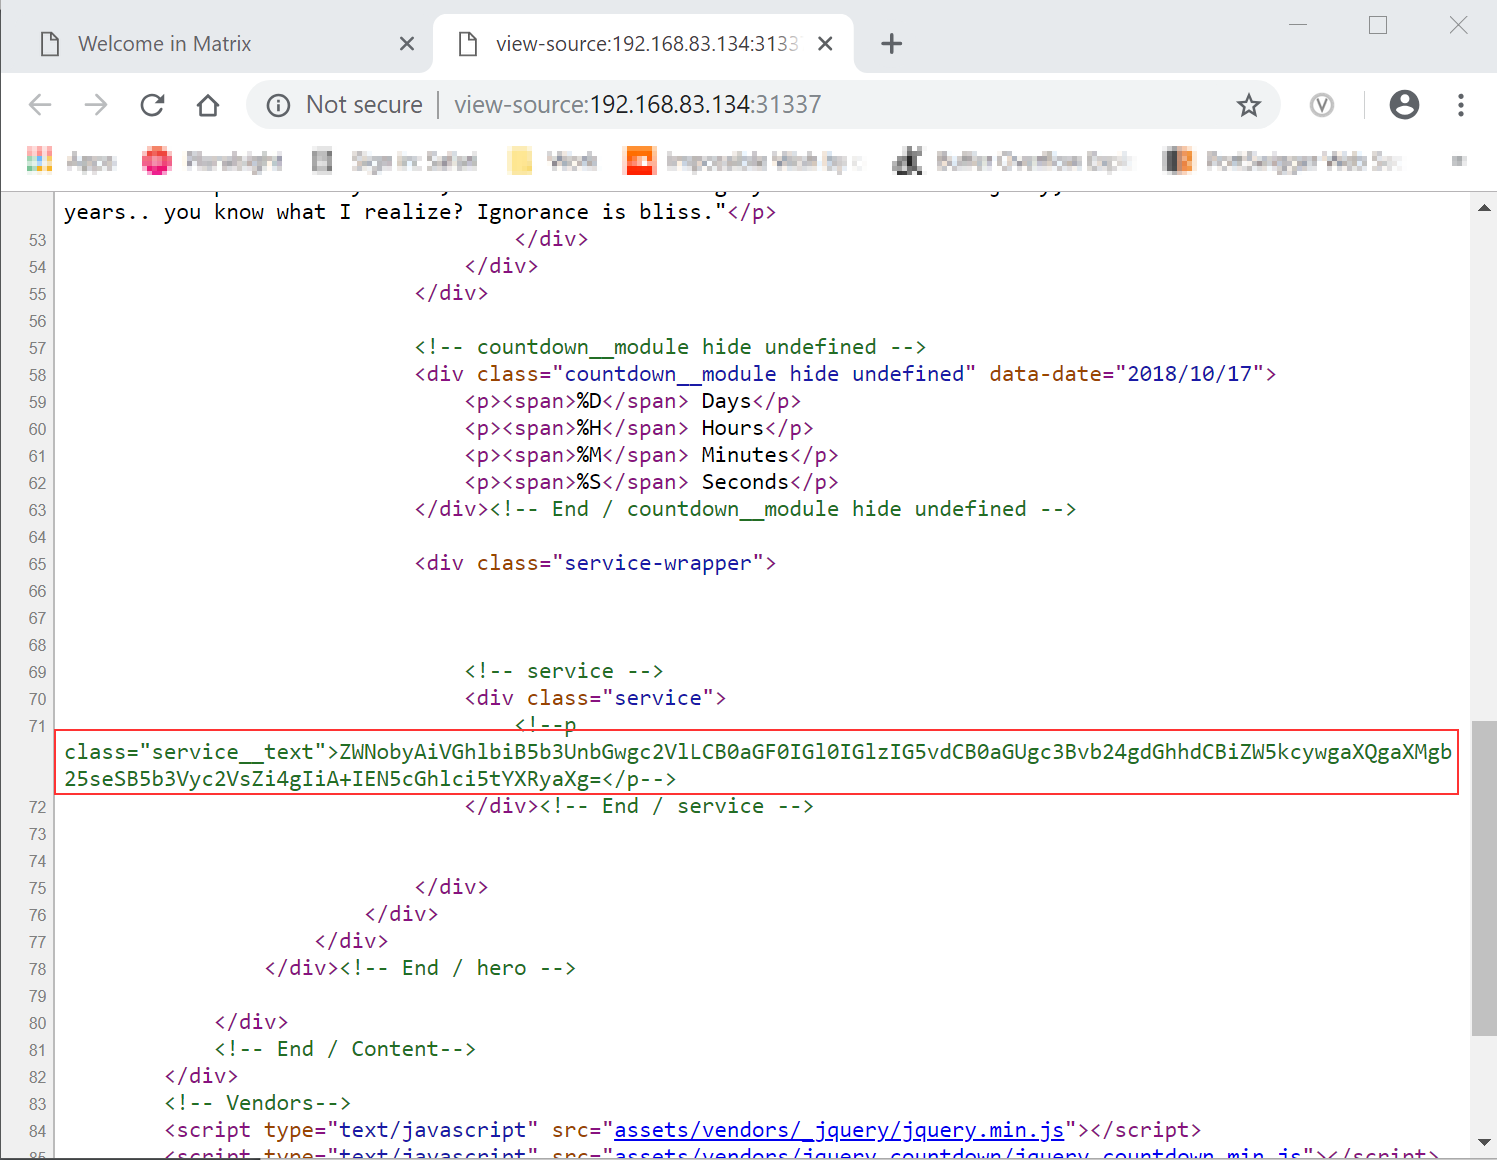 Welcome in Matrix
view-source:192.168.83.134:3133
Not secure view-source:192.168.83.134:31337
years.. you know what I realize? Ignorance is bliss."</p>
53 </div>
54 </div>
55 </div>
56
57 <!-- countdown__module hide undefined -->
58 <div class="countdown__module hide undefined" data-date="2018/10/17">
59 <p><span>%D</span> Days</p>
60 <p><span>%H</span> Hours</p>
61 <p><span>%M</span> Minutes</p>
62 <p><span>%S</span> Seconds</p>
63 </div><!-- End / countdown__module hide undefined -->
64
65 <div class="service-wrapper">
66
67
68
69 <!-- service -->
70 <div class="service">
71 <!--p
class="service__text">ZWNobyAiVGhlbiB5b3UnbGwgc2VlLCB0aGF0IGl0IGlzIG5vdCB0aGUgc3Bvb24gdGhhdCBiZW5kcywgaXQgaXMgb
25seSB5b3Vyc2VsZi4gIiA+IEN5cGhlci5tYXRyaXg=</p-->
72 </div><!-- End / service -->
73
74
75 </div>
76 </div>
77 </div>
78 </div><!-- End / hero -->
79
80 </div>
81 <!-- End / Content-->
82 </div>
83 <!-- Vendors-->
84 <script type="text/javascript" src="assets/vendors/_jquery/jquery.min.js"></script>
85 <script type="text/javascript" src="assets/vendors/jquery.countdown/jquery.countdown.min.js"></script>